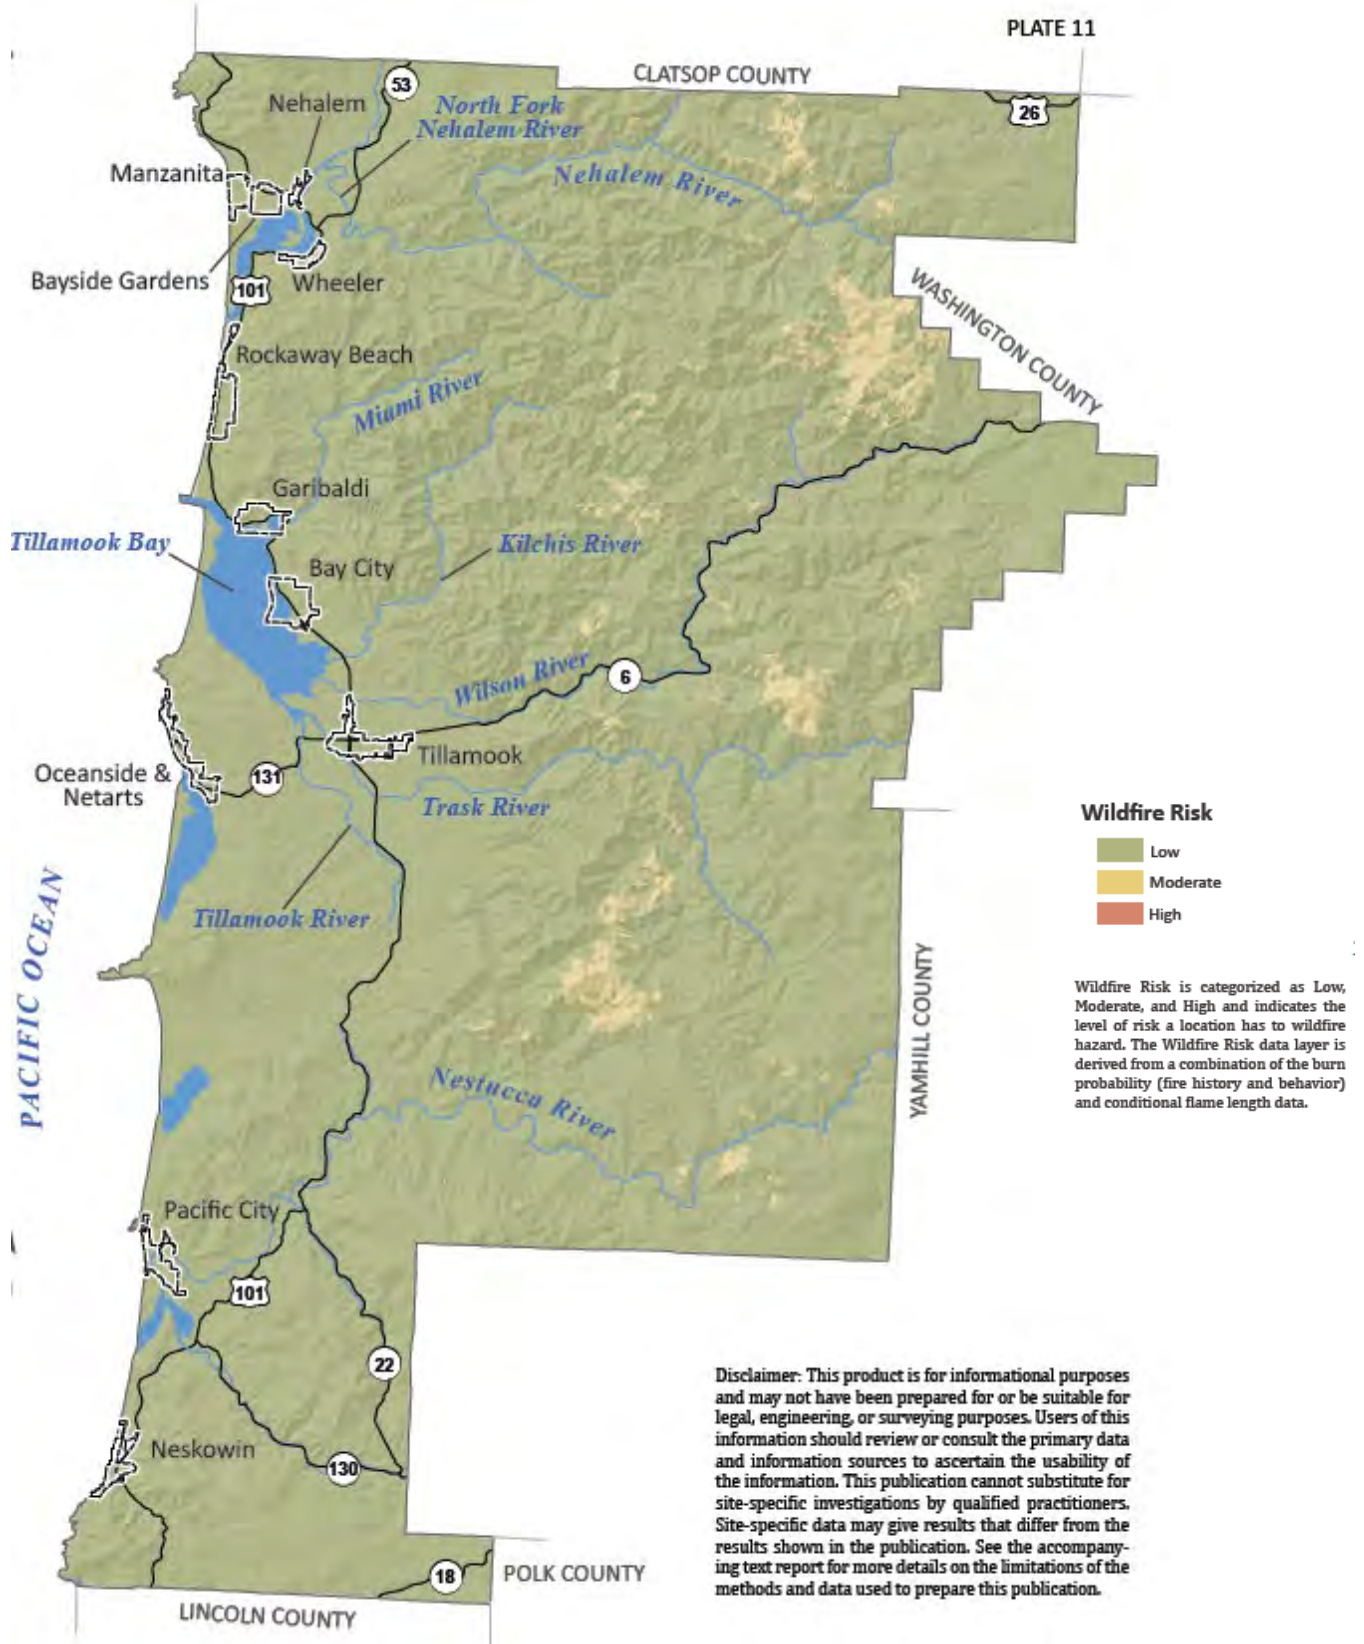 PLATE 11
CLATSOP COUNTY
53
26
Nehalem
North Fork
Nehalem River
Manzanita
Nehalem River
Bayside Gardens
101
Wheeler
WASHINGTON COUNTY
Rockaway Beach
Miami River
Garibaldi
Tillamook Bay
Kilchis River
Bay City
Wilson River
6
Oceanside &
Netarts
131
Tillamook
Trask River
Tillamook River
PACIFIC OCEAN
YAMHILL COUNTY
Wildfire Risk
Low
Moderate
High
Wildfire Risk is categorized as Low,
Moderate, and High and indicates the
level of risk a location has to wildfire
hazard. The Wildfire Risk data layer is
derived from a combination of the burn
probability (fire history and behavior)
and conditional flame length data.
Nestucca River
Pacific City
101
22
130
Neskowin
18
POLK COUNTY
LINCOLN COUNTY
Disclaimer: This product is for informational purposes
and may not have been prepared for or be suitable for
legal, engineering, or surveying purposes. Users of this
information should review or consult the primary data
and information sources to ascertain the usability of
the information. This publication cannot substitute for
site-specific investigations by qualified practitioners.
Site-specific data may give results that differ from the
results shown in the publication. See the accompany-
ing text report for more details on the limitations of the
methods and data used to prepare this publication.